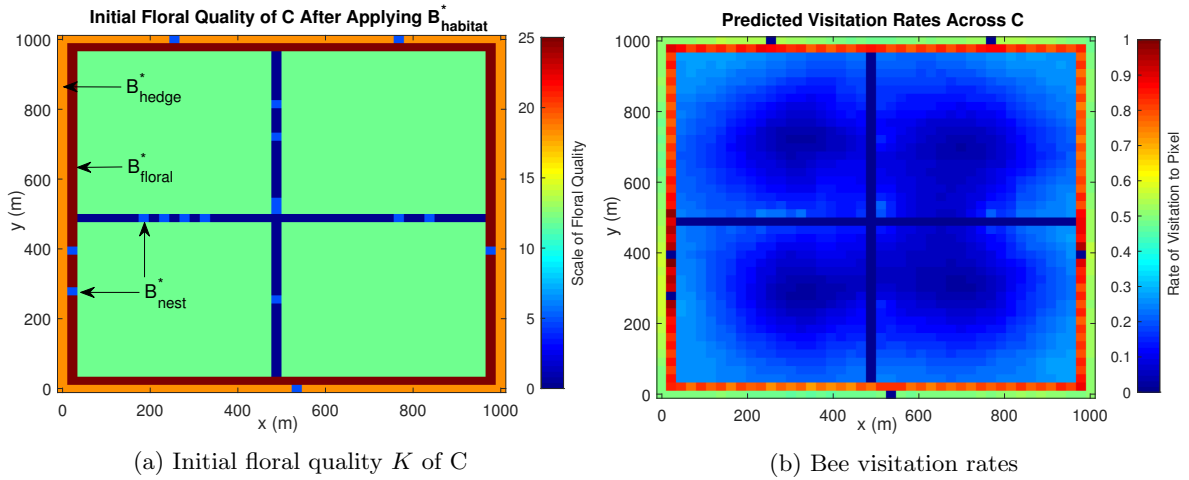 Initial Floral Quality of C After Applying B*habitat
1000
800
600
400
200
0
y (m)
0 200 400 600 800 1000
x (m)
B*hedge
B*floral
B*nest
25
20
15
10
5
0
Scale of Floral Quality
(a) Initial floral quality K of C
Predicted Visitation Rates Across C
1000
800
600
400
200
0
y (m)
0 200 400 600 800 1000
x (m)
1
0.9
0.8
0.7
0.6
0.5
0.4
0.3
0.2
0.1
0
Rate of Visitation to Pixel
(b) Bee visitation rates